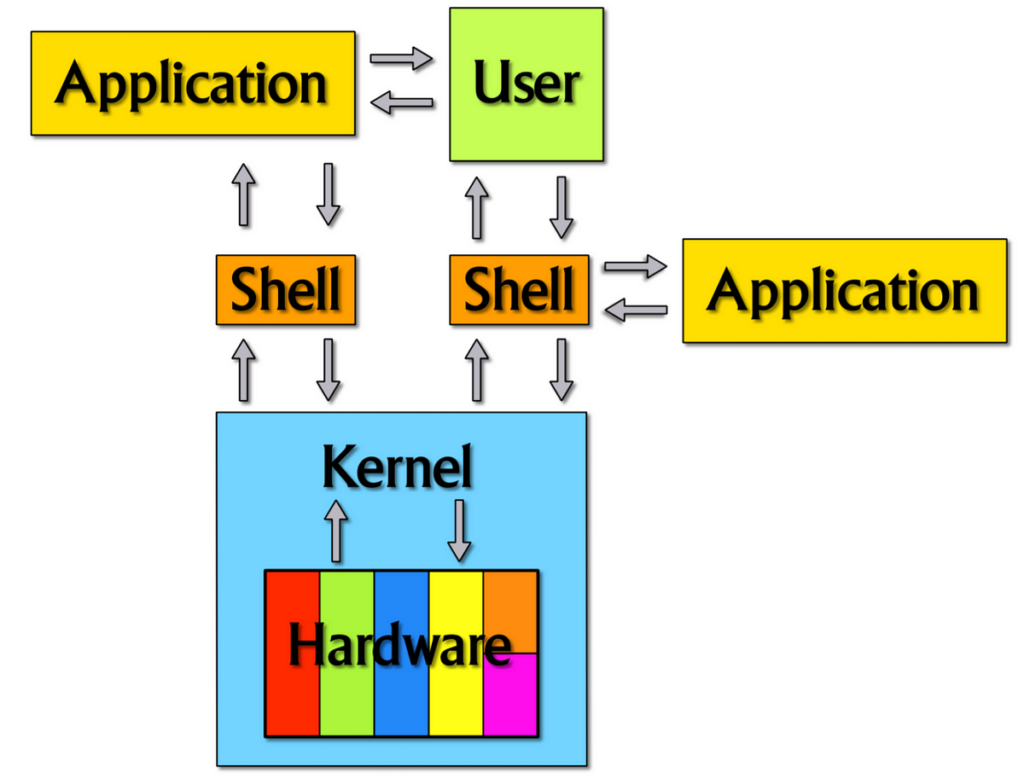 Application
User
Shell
Shell
Application
Kernel
Hardware